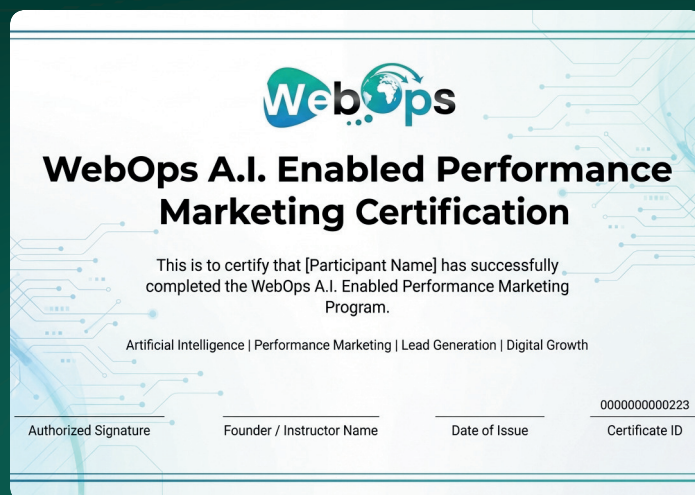 WebOps
WebOps A.I. Enabled Performance
Marketing Certification
This is to certify that [Participant Name] has successfully
completed the WebOps A.I. Enabled Performance Marketing
Program.
Artificial Intelligence | Performance Marketing | Lead Generation | Digital Growth
0000000000223
Authorized Signature
Founder / Instructor Name
Date of Issue
Certificate ID